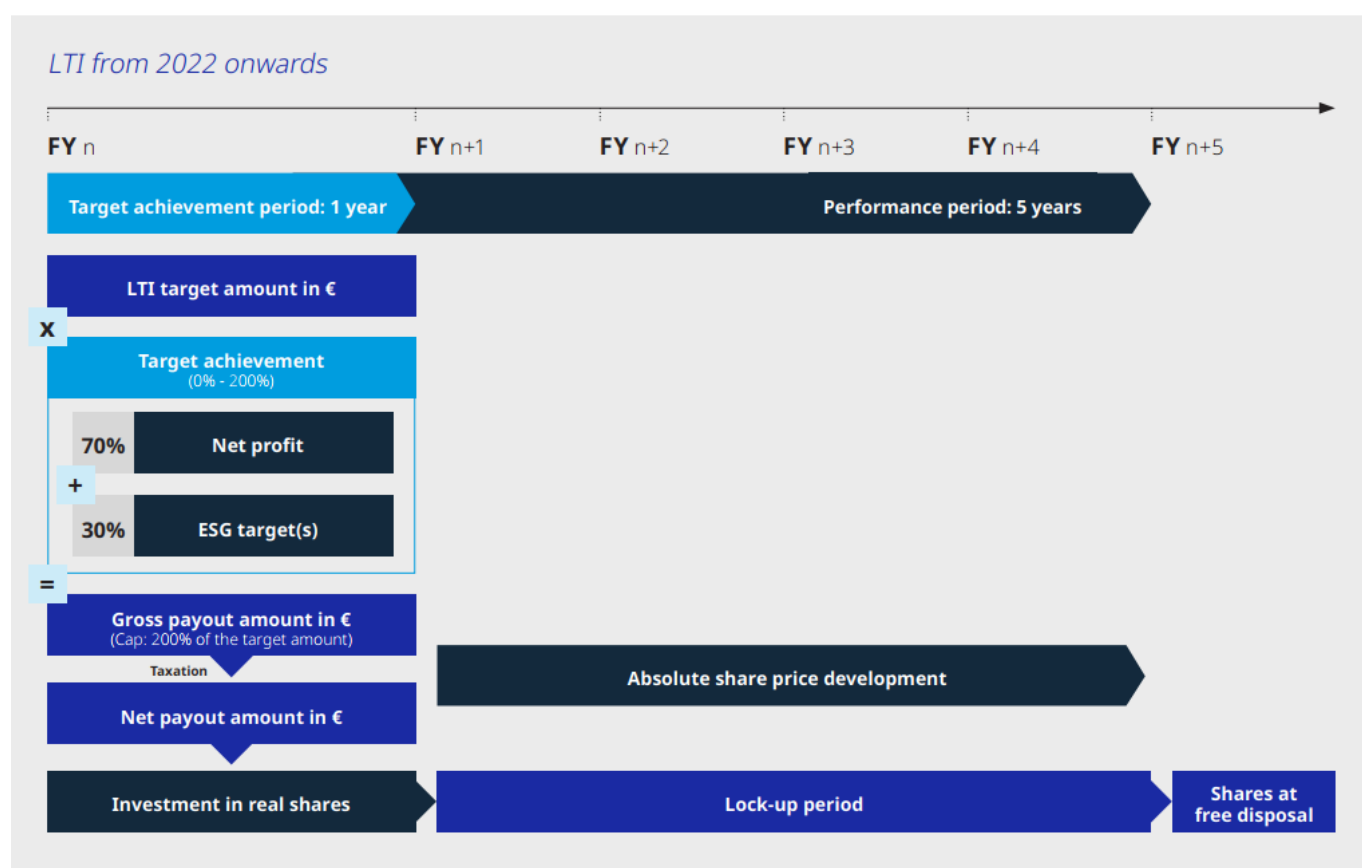 LTI from 2022 onwards
FY n
FY n+1
FY n+2
FY n+3
FY n+4
FY n+5
Target achievement period: 1 year
Performance period: 5 years
LTI target amount in €
x
Target achievement
(0% - 200%)
70%
Net profit
+
30%
ESG target(s)
=
Gross payout amount in €
(Cap: 200% of the target amount)
Taxation
Absolute share price development
Net payout amount in €
Investment in real shares
Lock-up period
Shares at
free disposal